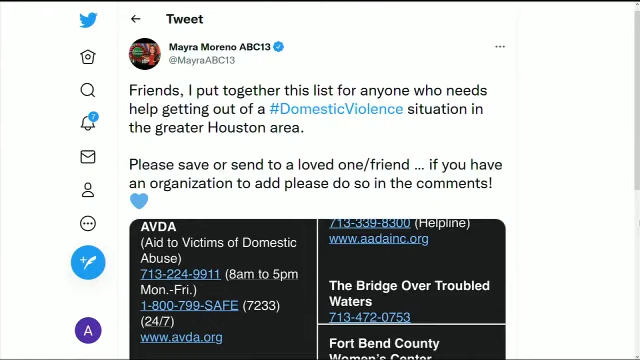 Tweet
Mayra Moreno ABC13
@MayraABC13
7
Friends, I put together this list for anyone who needs
help getting out of a #DomesticViolence situation in
the greater Houston area.
Please save or send to a loved one/friend ... if you have
an organization to add please do so in the comments!
AVDA
(Aid to Victims of Domestic
Abuse)
713-224-9911 (8am to 5pm
Mon.-Fri.)
1-800-799-SAFE (7233)
(24/7)
www.avda.org
713-339-8300 (Helpline)
www.aadainc.org
The Bridge Over Troubled
Waters
713-472-0753
Fort Bend County
Women's Center
A